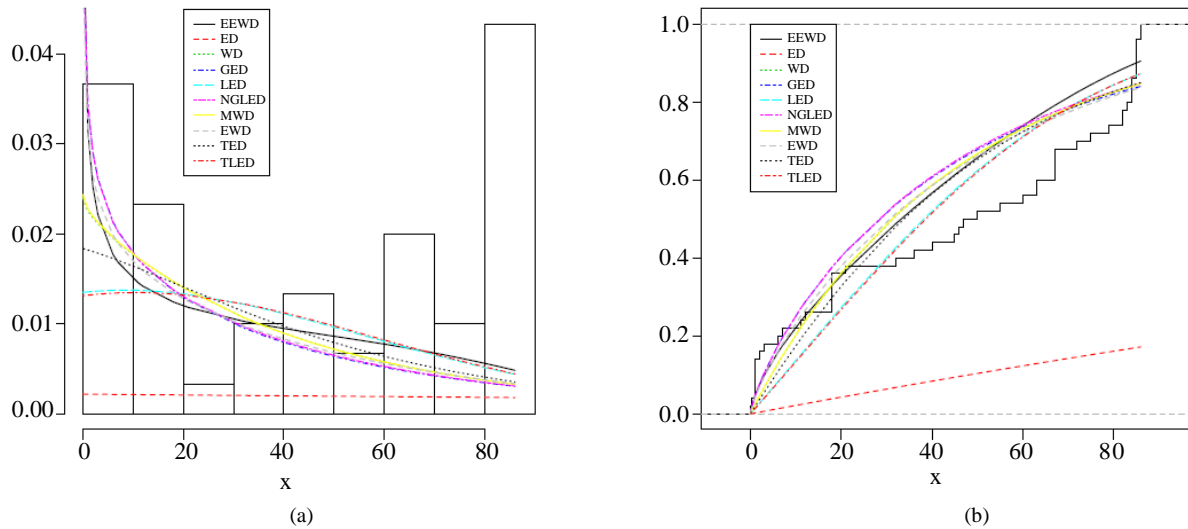 0.04
0.03
0.02
0.01
0.00
EEWD
ED
WD
GED
LED
NGLED
MWD
EWD
TED
TLED
0 20 40 60 80
x
(a)
1.0
0.8
0.6
0.4
0.2
0.0
EEWD
ED
WD
GED
LED
NGLED
MWD
EWD
TED
TLED
0 20 40 60 80
x
(b)